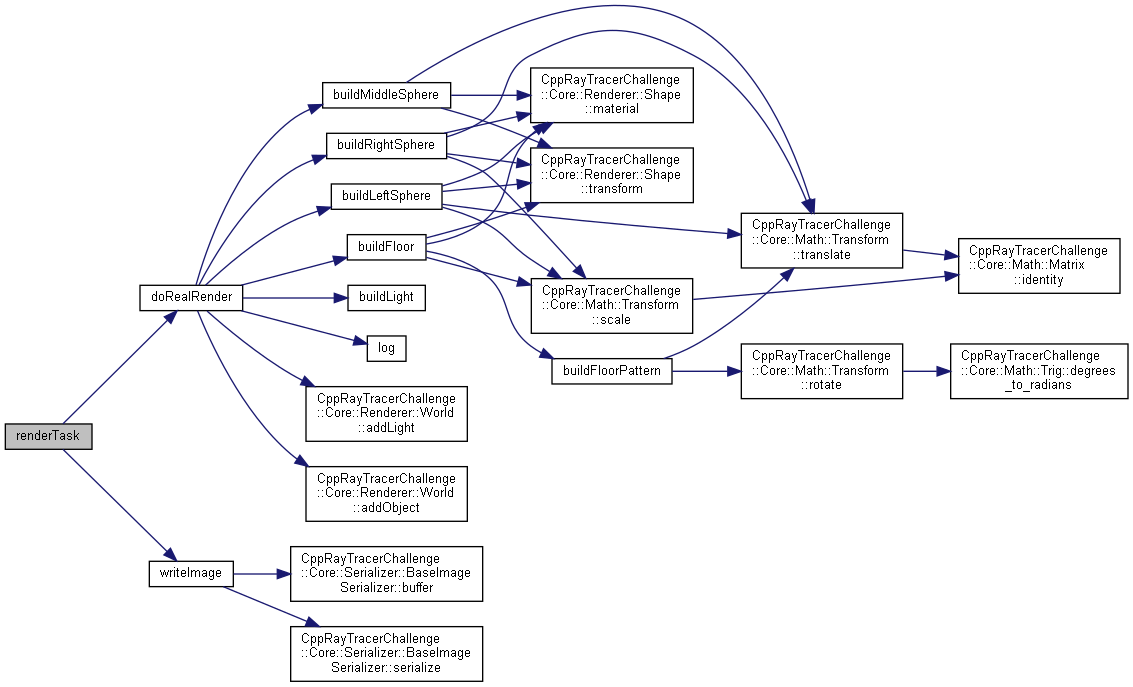 buildMiddleSphere
CppRayTracerChallenge
::Core::Renderer::Shape
::material
buildRightSphere
CppRayTracerChallenge
::Core::Renderer::Shape
::transform
buildLeftSphere
CppRayTracerChallenge
::Core::Math::Transform
::translate
buildFloor
CppRayTracerChallenge
::Core::Math::Matrix
::identity
doRealRender
buildLight
CppRayTracerChallenge
::Core::Math::Transform
::scale
log
buildFloorPattern
CppRayTracerChallenge
::Core::Math::Transform
::rotate
CppRayTracerChallenge
::Core::Math::Trig::degrees
_to_radians
CppRayTracerChallenge
::Core::Renderer::World
::addLight
renderTask
CppRayTracerChallenge
::Core::Renderer::World
::addObject
writeImage
CppRayTracerChallenge
::Core::Serializer::BaseImage
Serializer::buffer
CppRayTracerChallenge
::Core::Serializer::BaseImage
Serializer::serialize